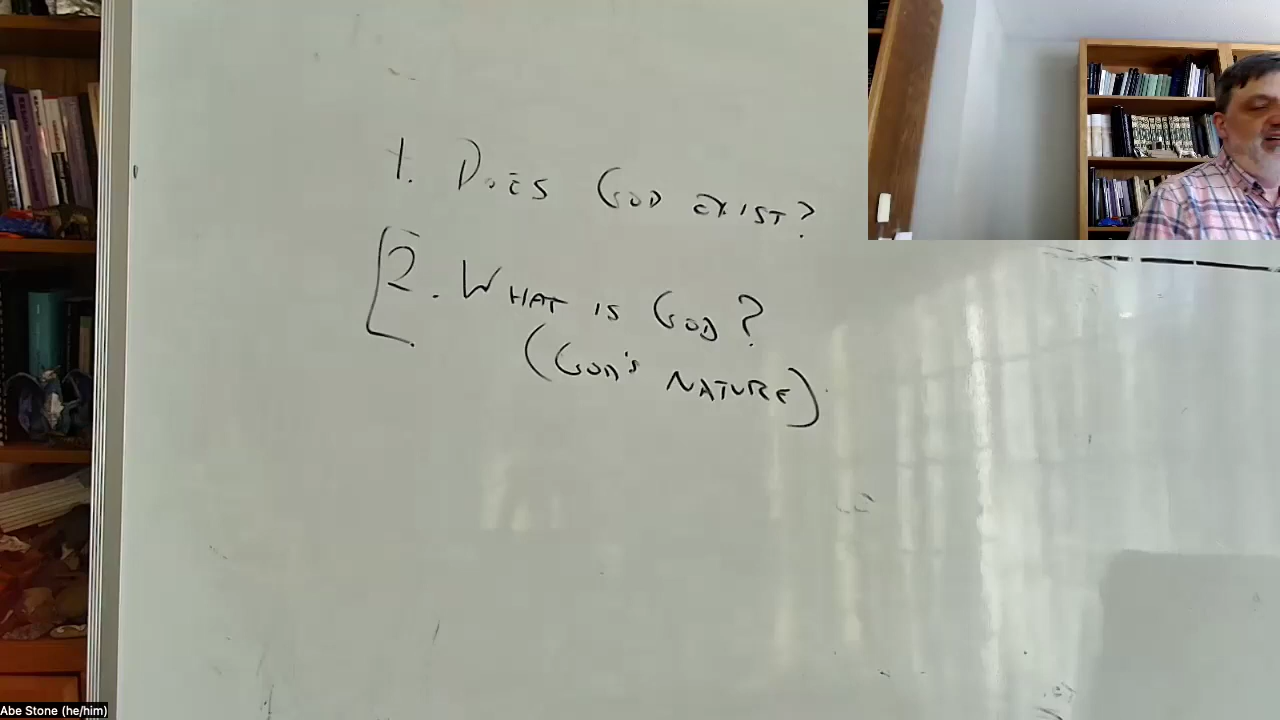 1. DOES GOD EXIST?
2. WHAT IS GOD?
(GOD'S NATURE)
Abe Stone (he/him)